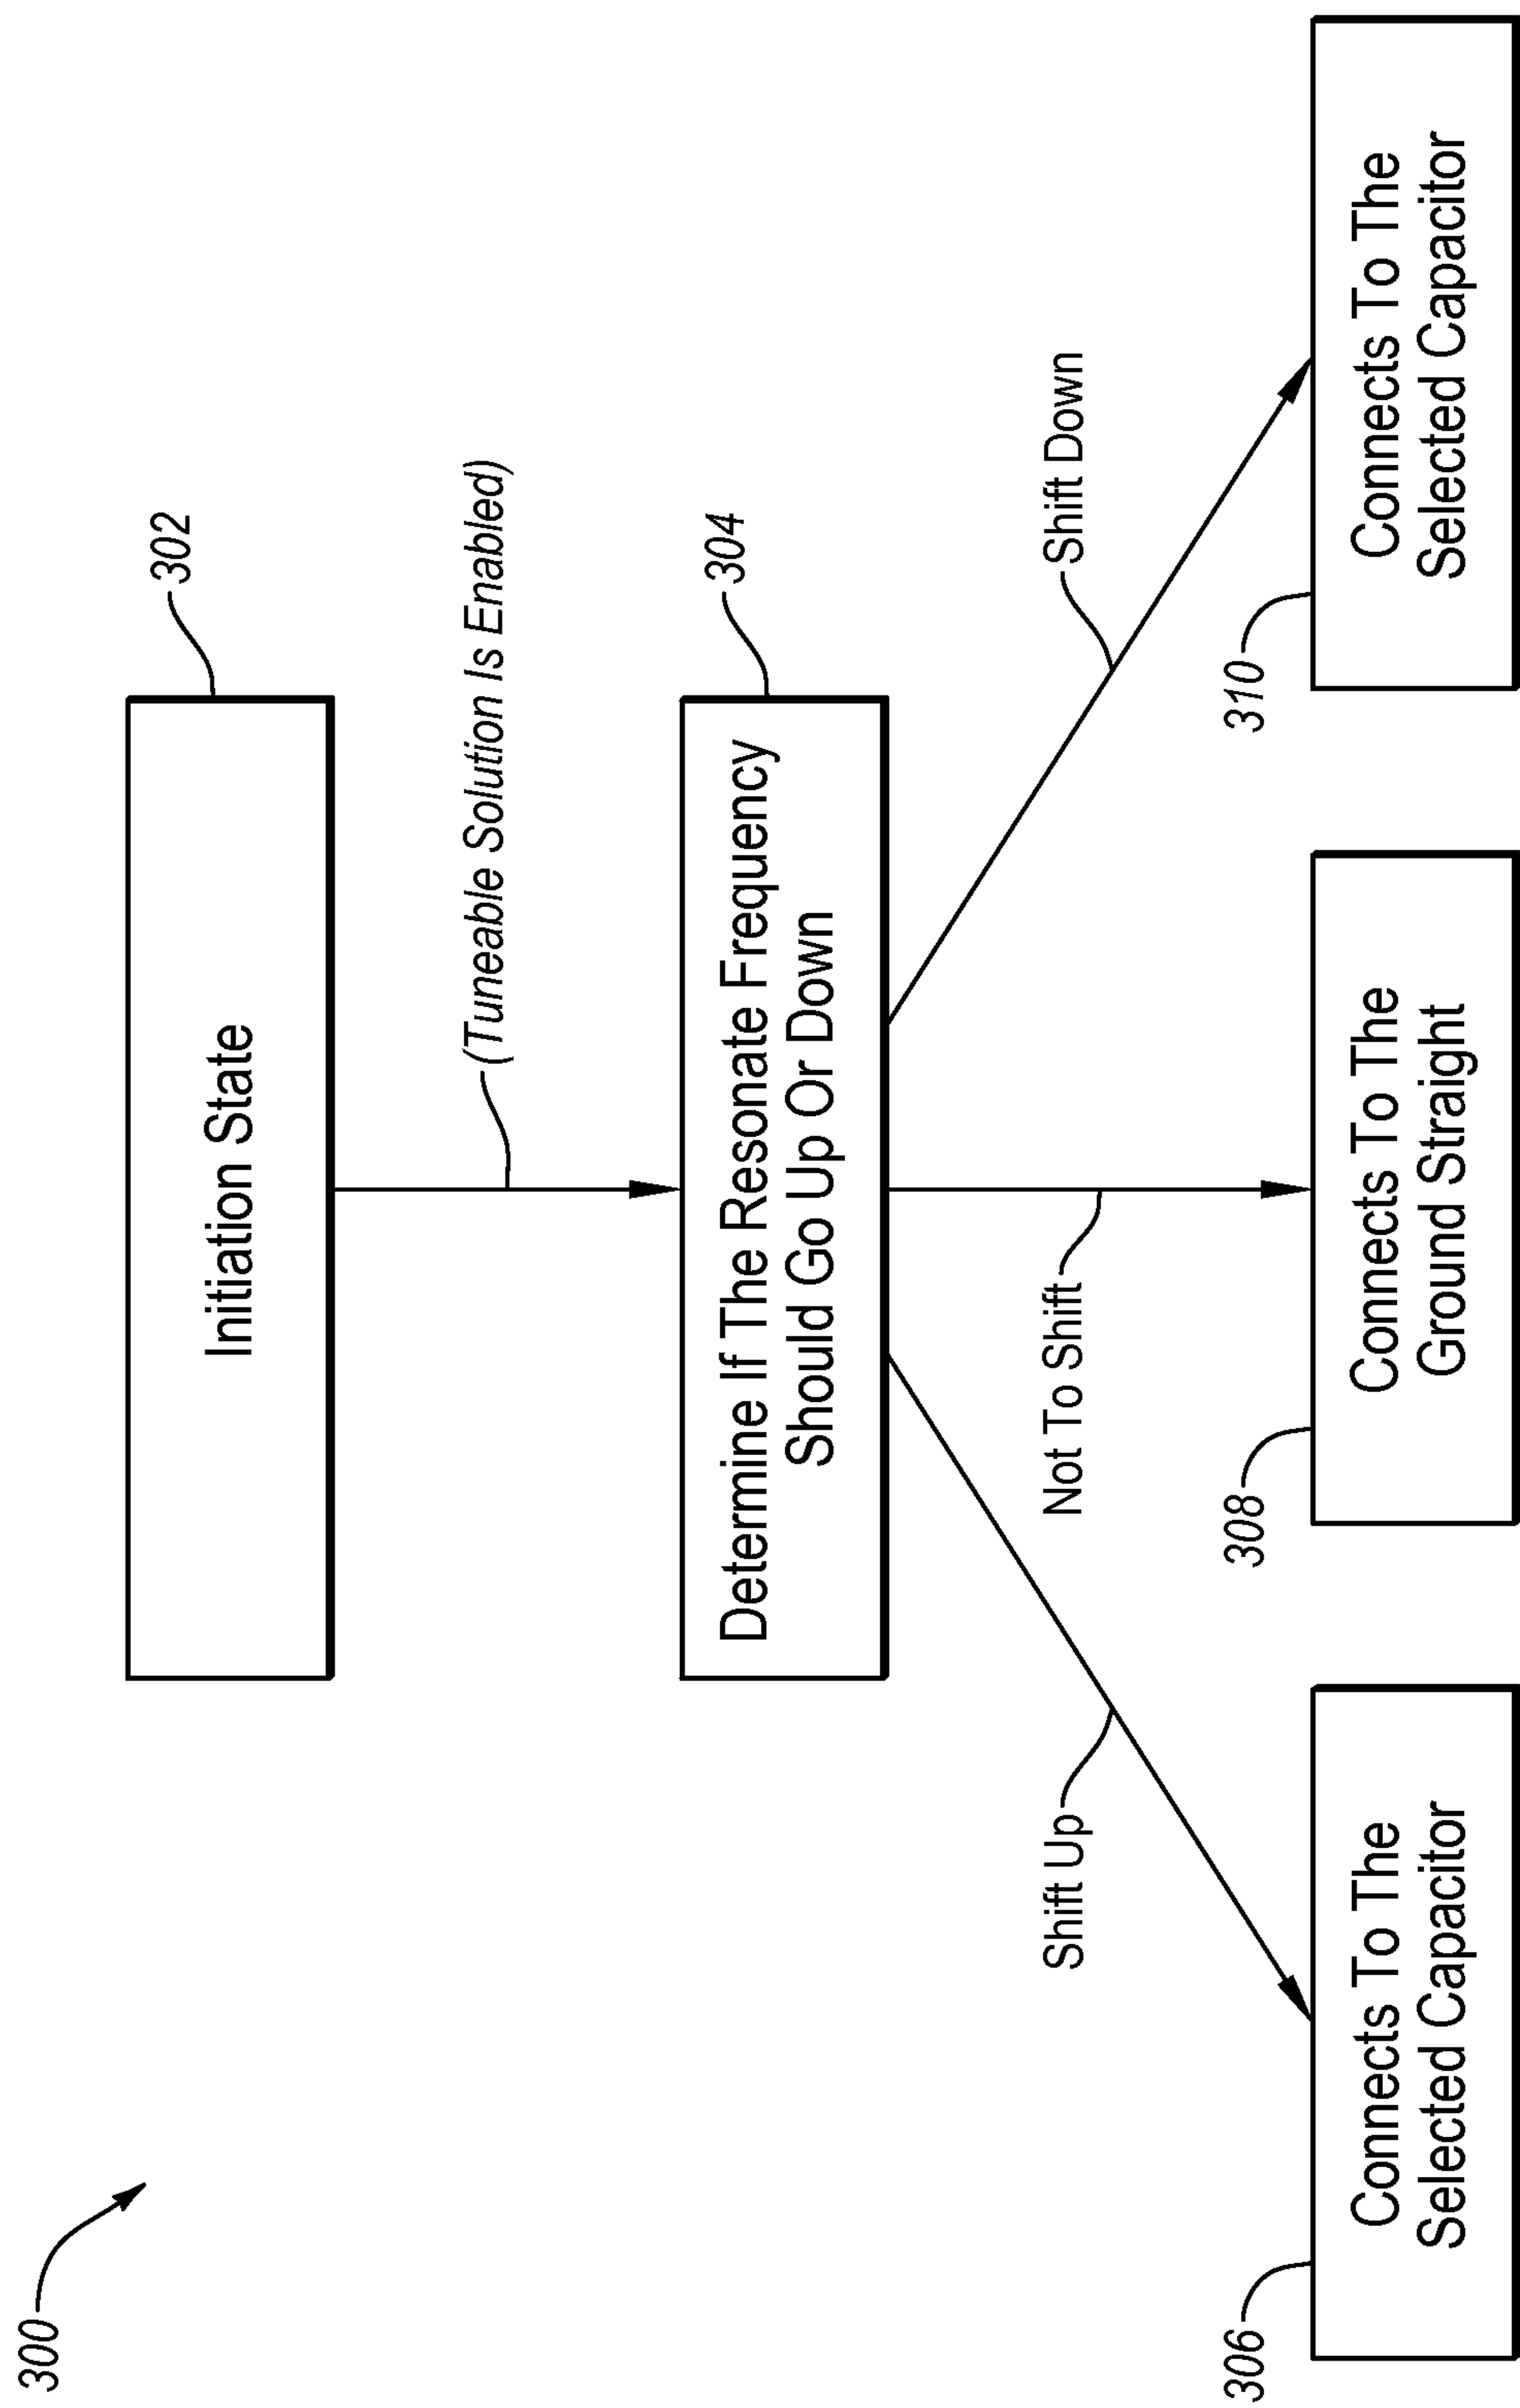 300
302
Initiation State
(Tuneable Solution Is Enabled)
304
Determine If The Resonate Frequency
Should Go Up Or Down
Shift Up
Not To Shift
Shift Down
306
Connects To The
Selected Capacitor
308
Connects To The
Ground Straight
310
Connects To The
Selected Capacitor